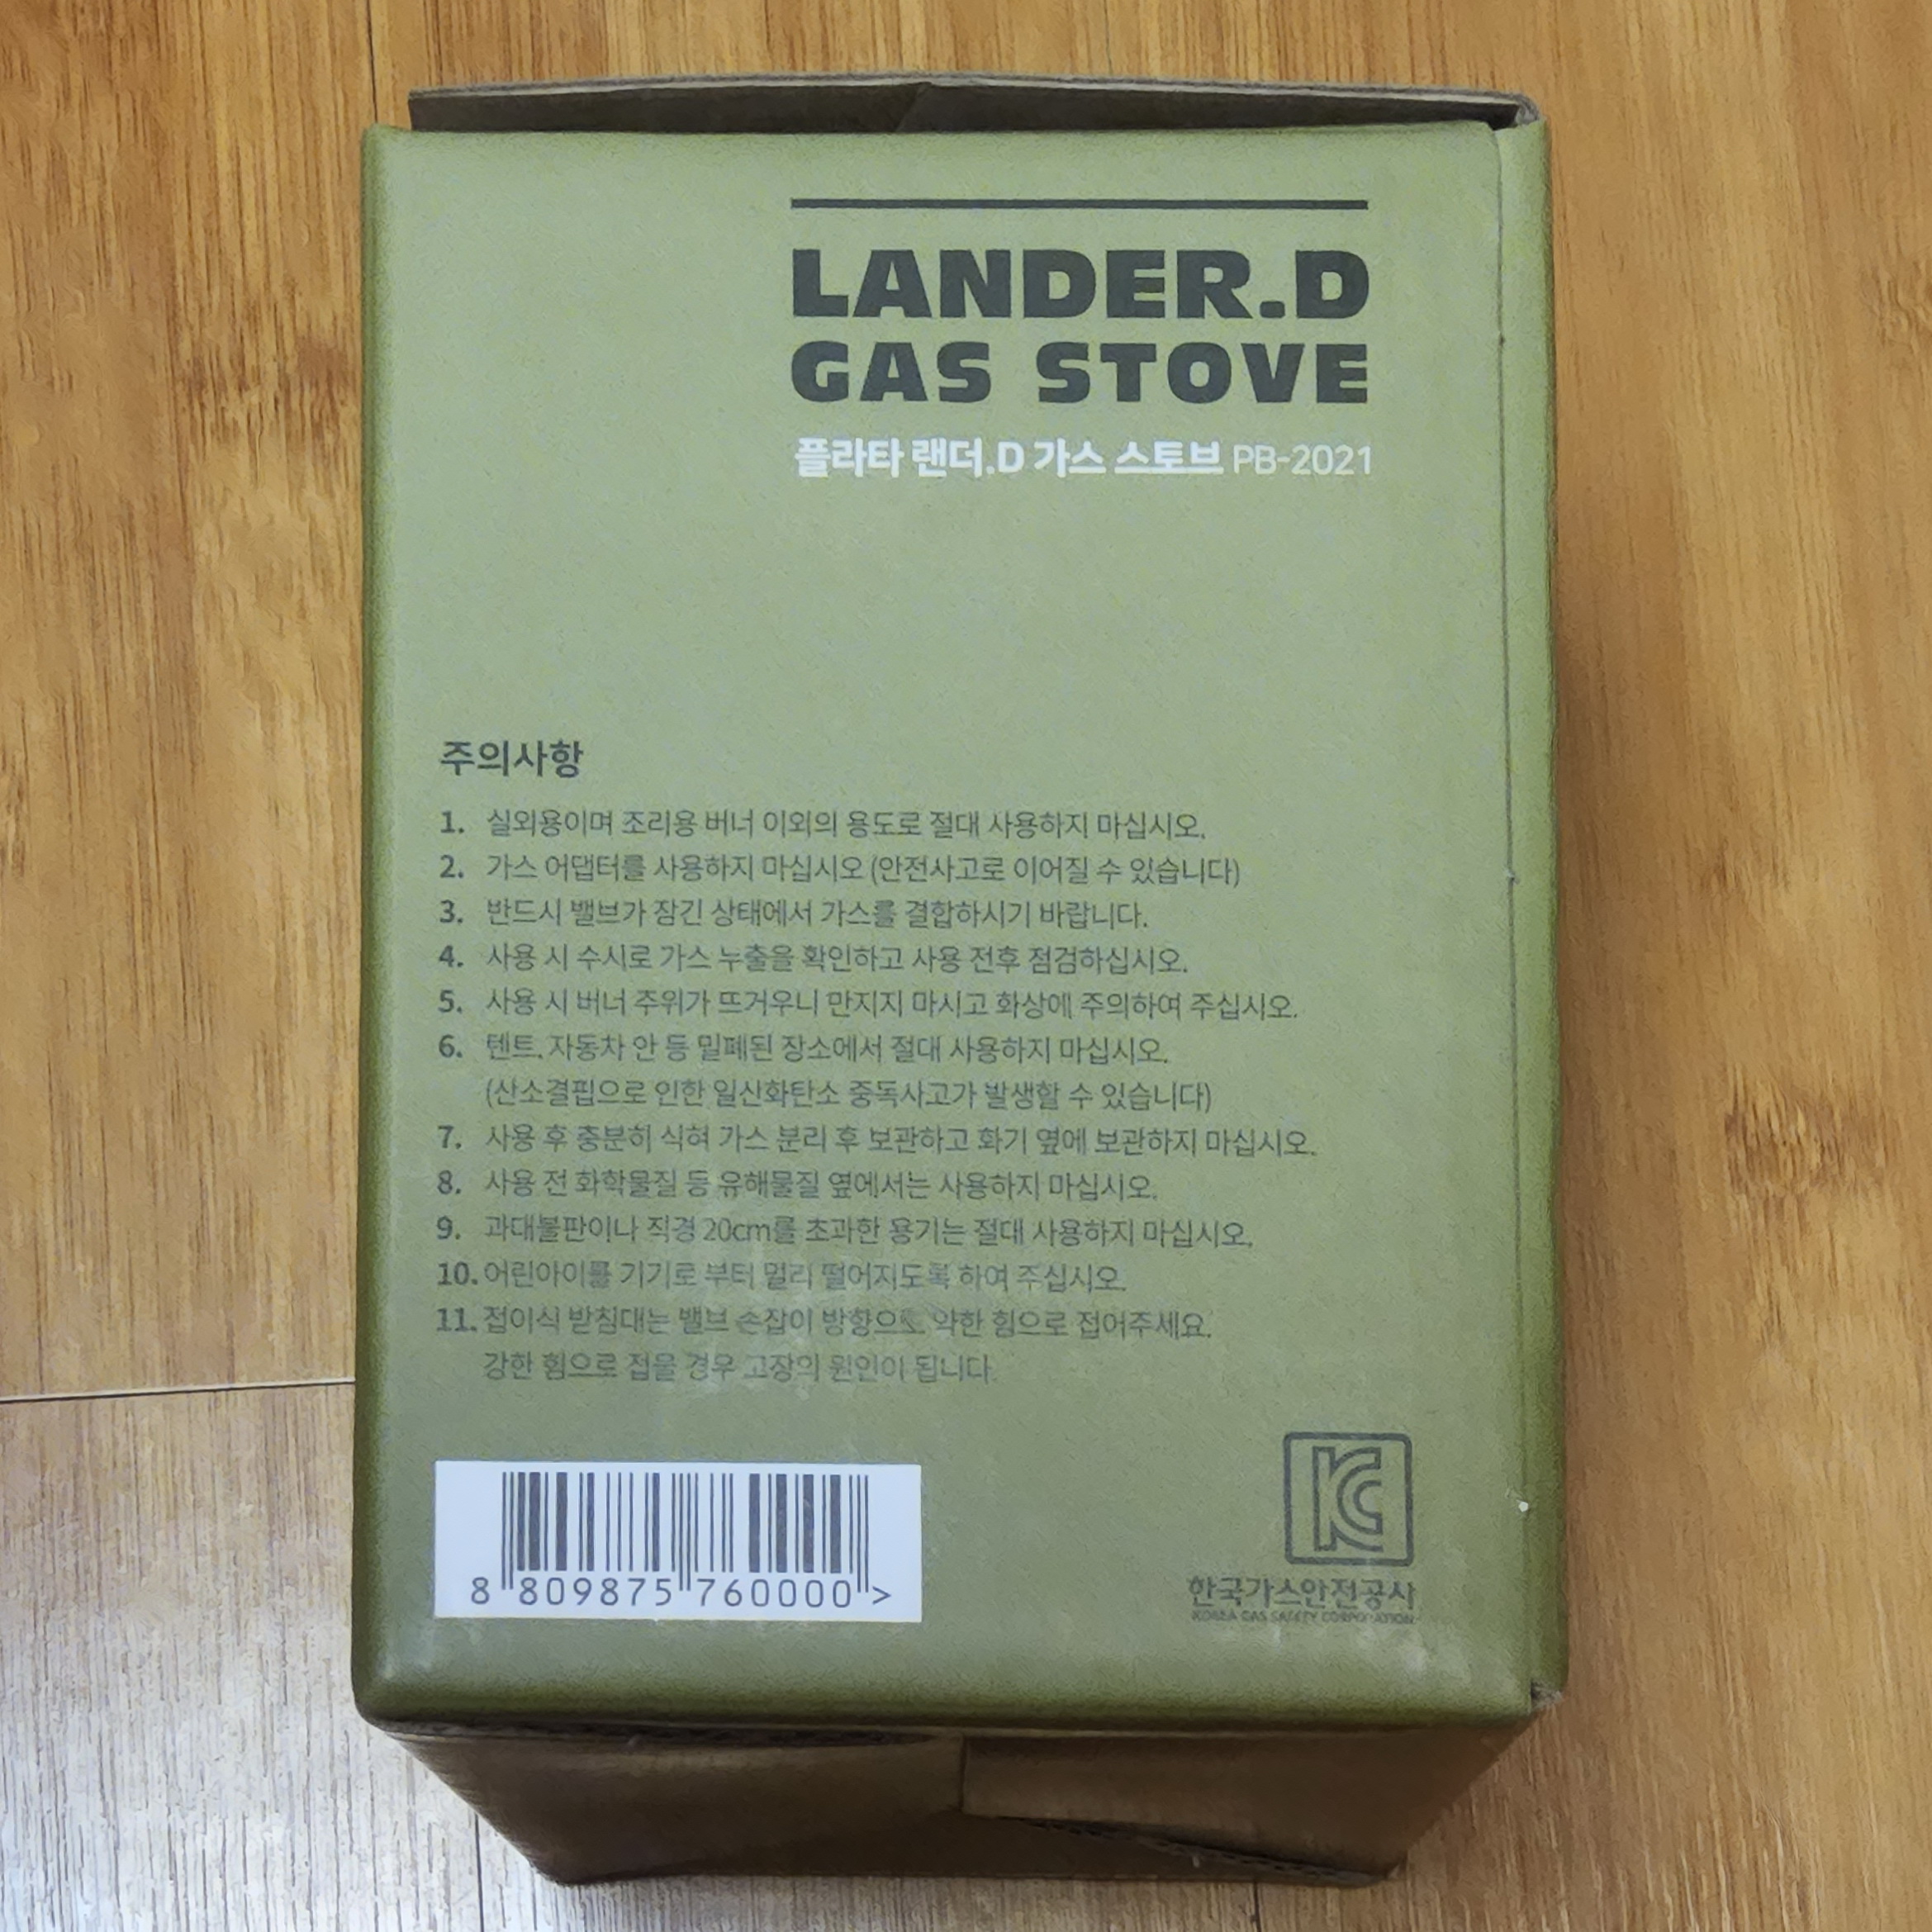 LANDER.D
GAS STOVE
플라타 랜더.D 가스 스토브 PB-2021
주의사항
1. 실외용이며 조리용 버너 이외의 용도로 절대 사용하지 마십시오.
2. 가스 어댑터를 사용하지 마십시오 (안전사고로 이어질 수 있습니다)
3. 반드시 밸브가 잠긴 상태에서 가스를 결합하시기 바랍니다.
4. 사용 시 수시로 가스 누출을 확인하고 사용 전후 점검하십시오.
5. 사용 시 버너 주위가 뜨거우니 만지지 마시고 화상에 주의하여 주십시오.
6. 텐트, 자동차 안 등 밀폐된 장소에서 절대 사용하지 마십시오.
(산소결핍으로 인한 일산화탄소 중독사고가 발생할 수 있습니다)
7. 사용 후 충분히 식혀 가스 분리 후 보관하고 화기 옆에 보관하지 마십시오.
8. 사용 전 화학물질 등 유해물질 옆에서는 사용하지 마십시오.
9. 과대불판이나 직경 20cm를 초과한 용기는 절대 사용하지 마십시오.
10. 어린아이를 기기로 부터 멀리 떨어지도록 하여 주십시오.
11. 접이식 받침대는 밸브 손잡이 방향으로 약한 힘으로 접어주세요.
강한 힘으로 접을 경우 고장의 원인이 됩니다.
8 809875 760000 >
한국가스안전공사
KOREA GAS SAFETY CORPORATION